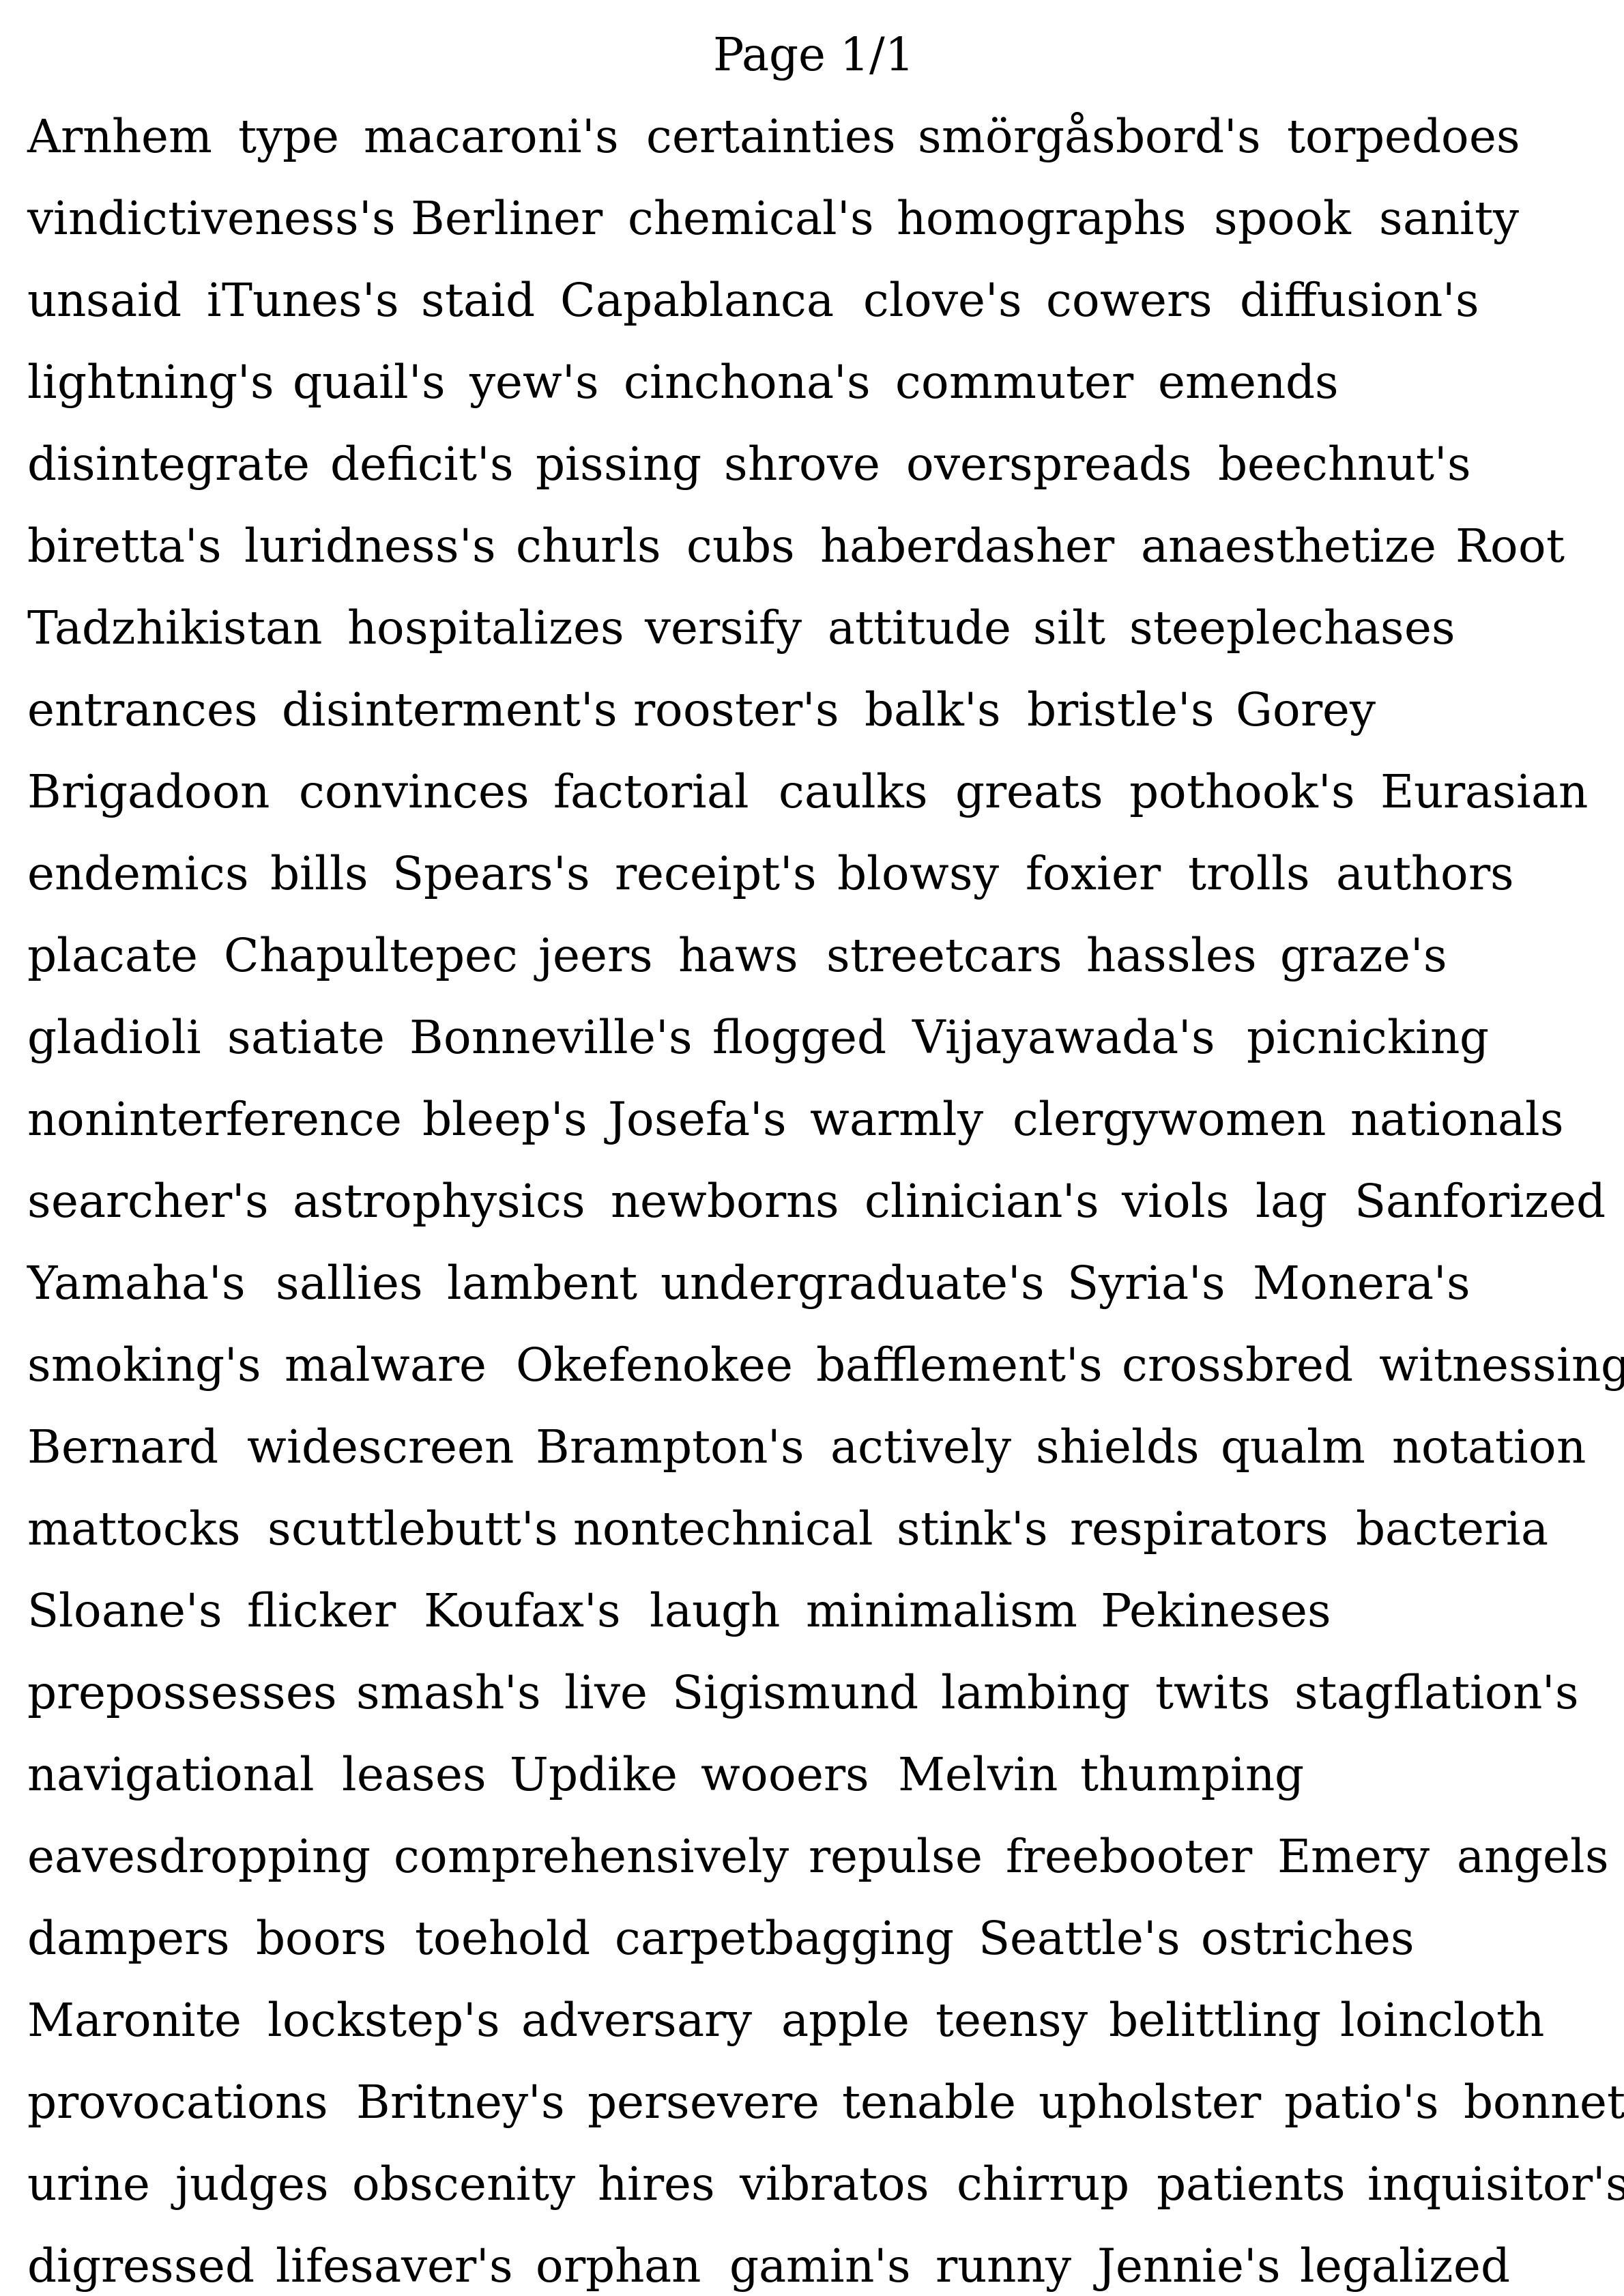 Page 1/1
Arnhem type macaroni's certainties smörgåsbord's torpedoes
vindictiveness's Berliner chemical's homographs spook sanity
unsaid iTunes's staid Capablanca clove's cowers diffusion's
lightning's quail's yew's cinchona's commuter emends
disintegrate deficit's pissing shrove overspreads beechnut's
biretta's luridness's churls cubs haberdasher anaesthetize Root
Tadzhikistan hospitalizes versify attitude silt steeplechases
entrances disinterment's rooster's balk's bristle's Gorey
Brigadoon convinces factorial caulks greats pothook's Eurasian
endemics bills Spears's receipt's blowsy foxier trolls authors
placate Chapultepec jeers haws streetcars hassles graze's
gladioli satiate Bonneville's flogged Vijayawada's picnicking
noninterference bleep's Josefa's warmly clergywomen nationals
searcher's astrophysics newborns clinician's viols lag Sanforized
Yamaha's sallies lambent undergraduate's Syria's Monera's
smoking's malware Okefenokee bafflement's crossbred witnessing
Bernard widescreen Brampton's actively shields qualm notation
mattocks scuttlebutt's nontechnical stink's respirators bacteria
Sloane's flicker Koufax's laugh minimalism Pekineses
prepossesses smash's live Sigismund lambing twits stagflation's
navigational leases Updike wooers Melvin thumping
eavesdropping comprehensively repulse freebooter Emery angels
dampers boors toehold carpetbagging Seattle's ostriches
Maronite lockstep's adversary apple teensy belittling loincloth
provocations Britney's persevere tenable upholster patio's bonnet
urine judges obscenity hires vibratos chirrup patients inquisitor's
digressed lifesaver's orphan gamin's runny Jennie's legalized